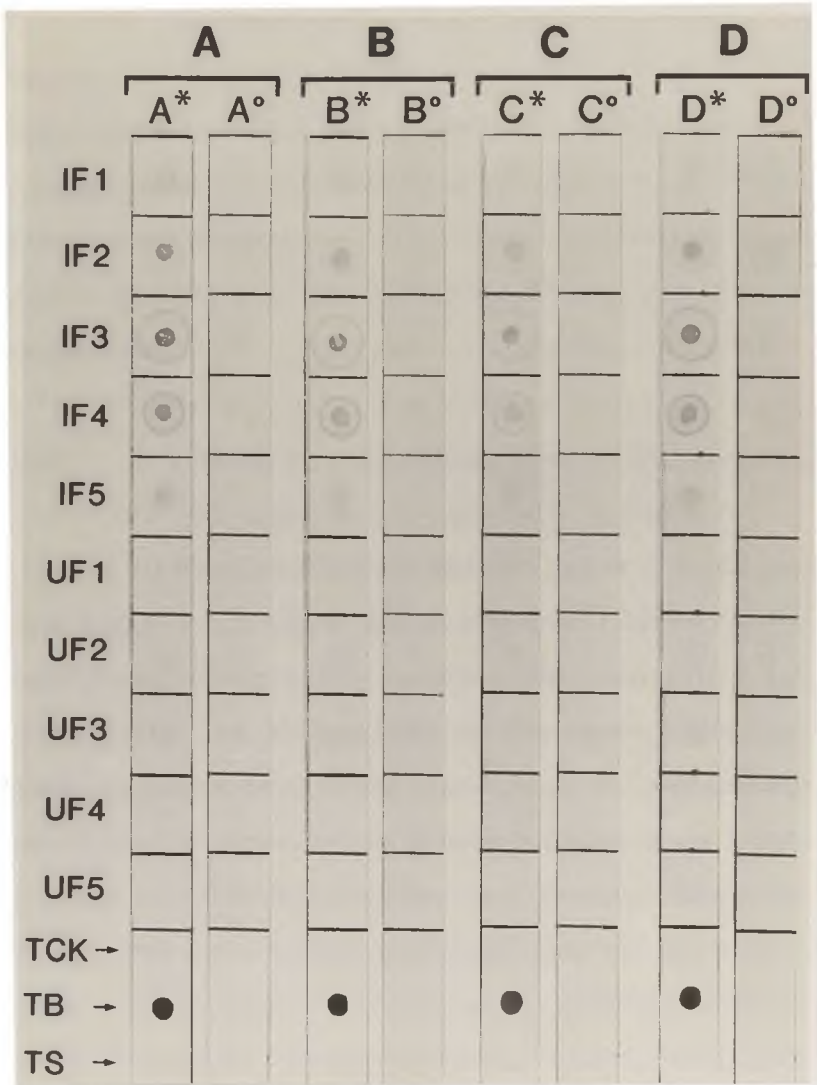 A B C D
A* A° B* B° C* C° D* D°
IF1
IF2
IF3
IF4
IF5
UF1
UF2
UF3
UF4
UF5
TCK →
TB →
TS →